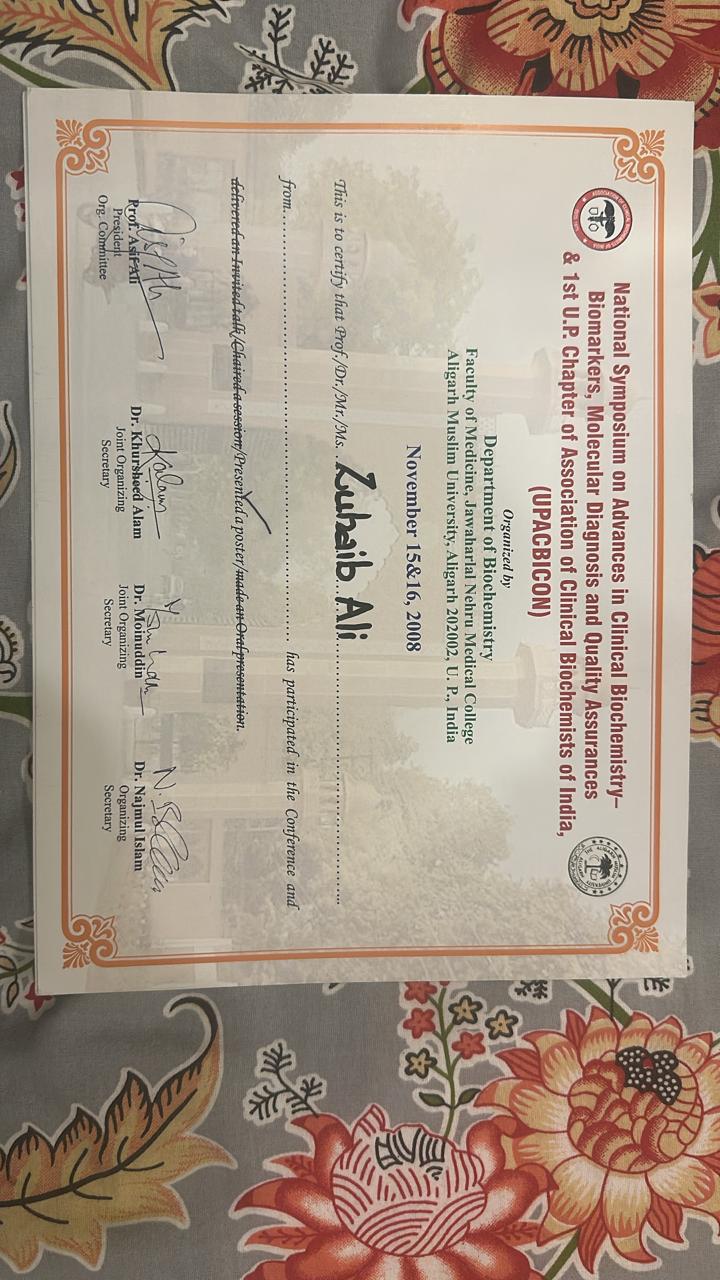 National Symposium on Advances in Clinical Biochemistry–
Biomarkers, Molecular Diagnosis and Quality Assurances
& 1st U.P. Chapter of Association of Clinical Biochemists of India,
(UPACBICON)
Organized by
Department of Biochemistry
Faculty of Medicine, Jawaharlal Nehru Medical College
Aligarh Muslim University, Aligarh 202002, U. P., India
November 15&16, 2008
This is to certify that Prof./Dr./Mr./Ms. Zuhaib Ali
from.......................................................... has participated in the Conference and
delivered an Invited talk/Chaired a session/Presented a poster/made an Oral presentation.
Prof. Asif Ali
President
Org. Committee
Dr. Khursheed Alam
Joint Organizing
Secretary
Dr. Moinuddin
Joint Organizing
Secretary
Dr. Najmul Islam
Organizing
Secretary